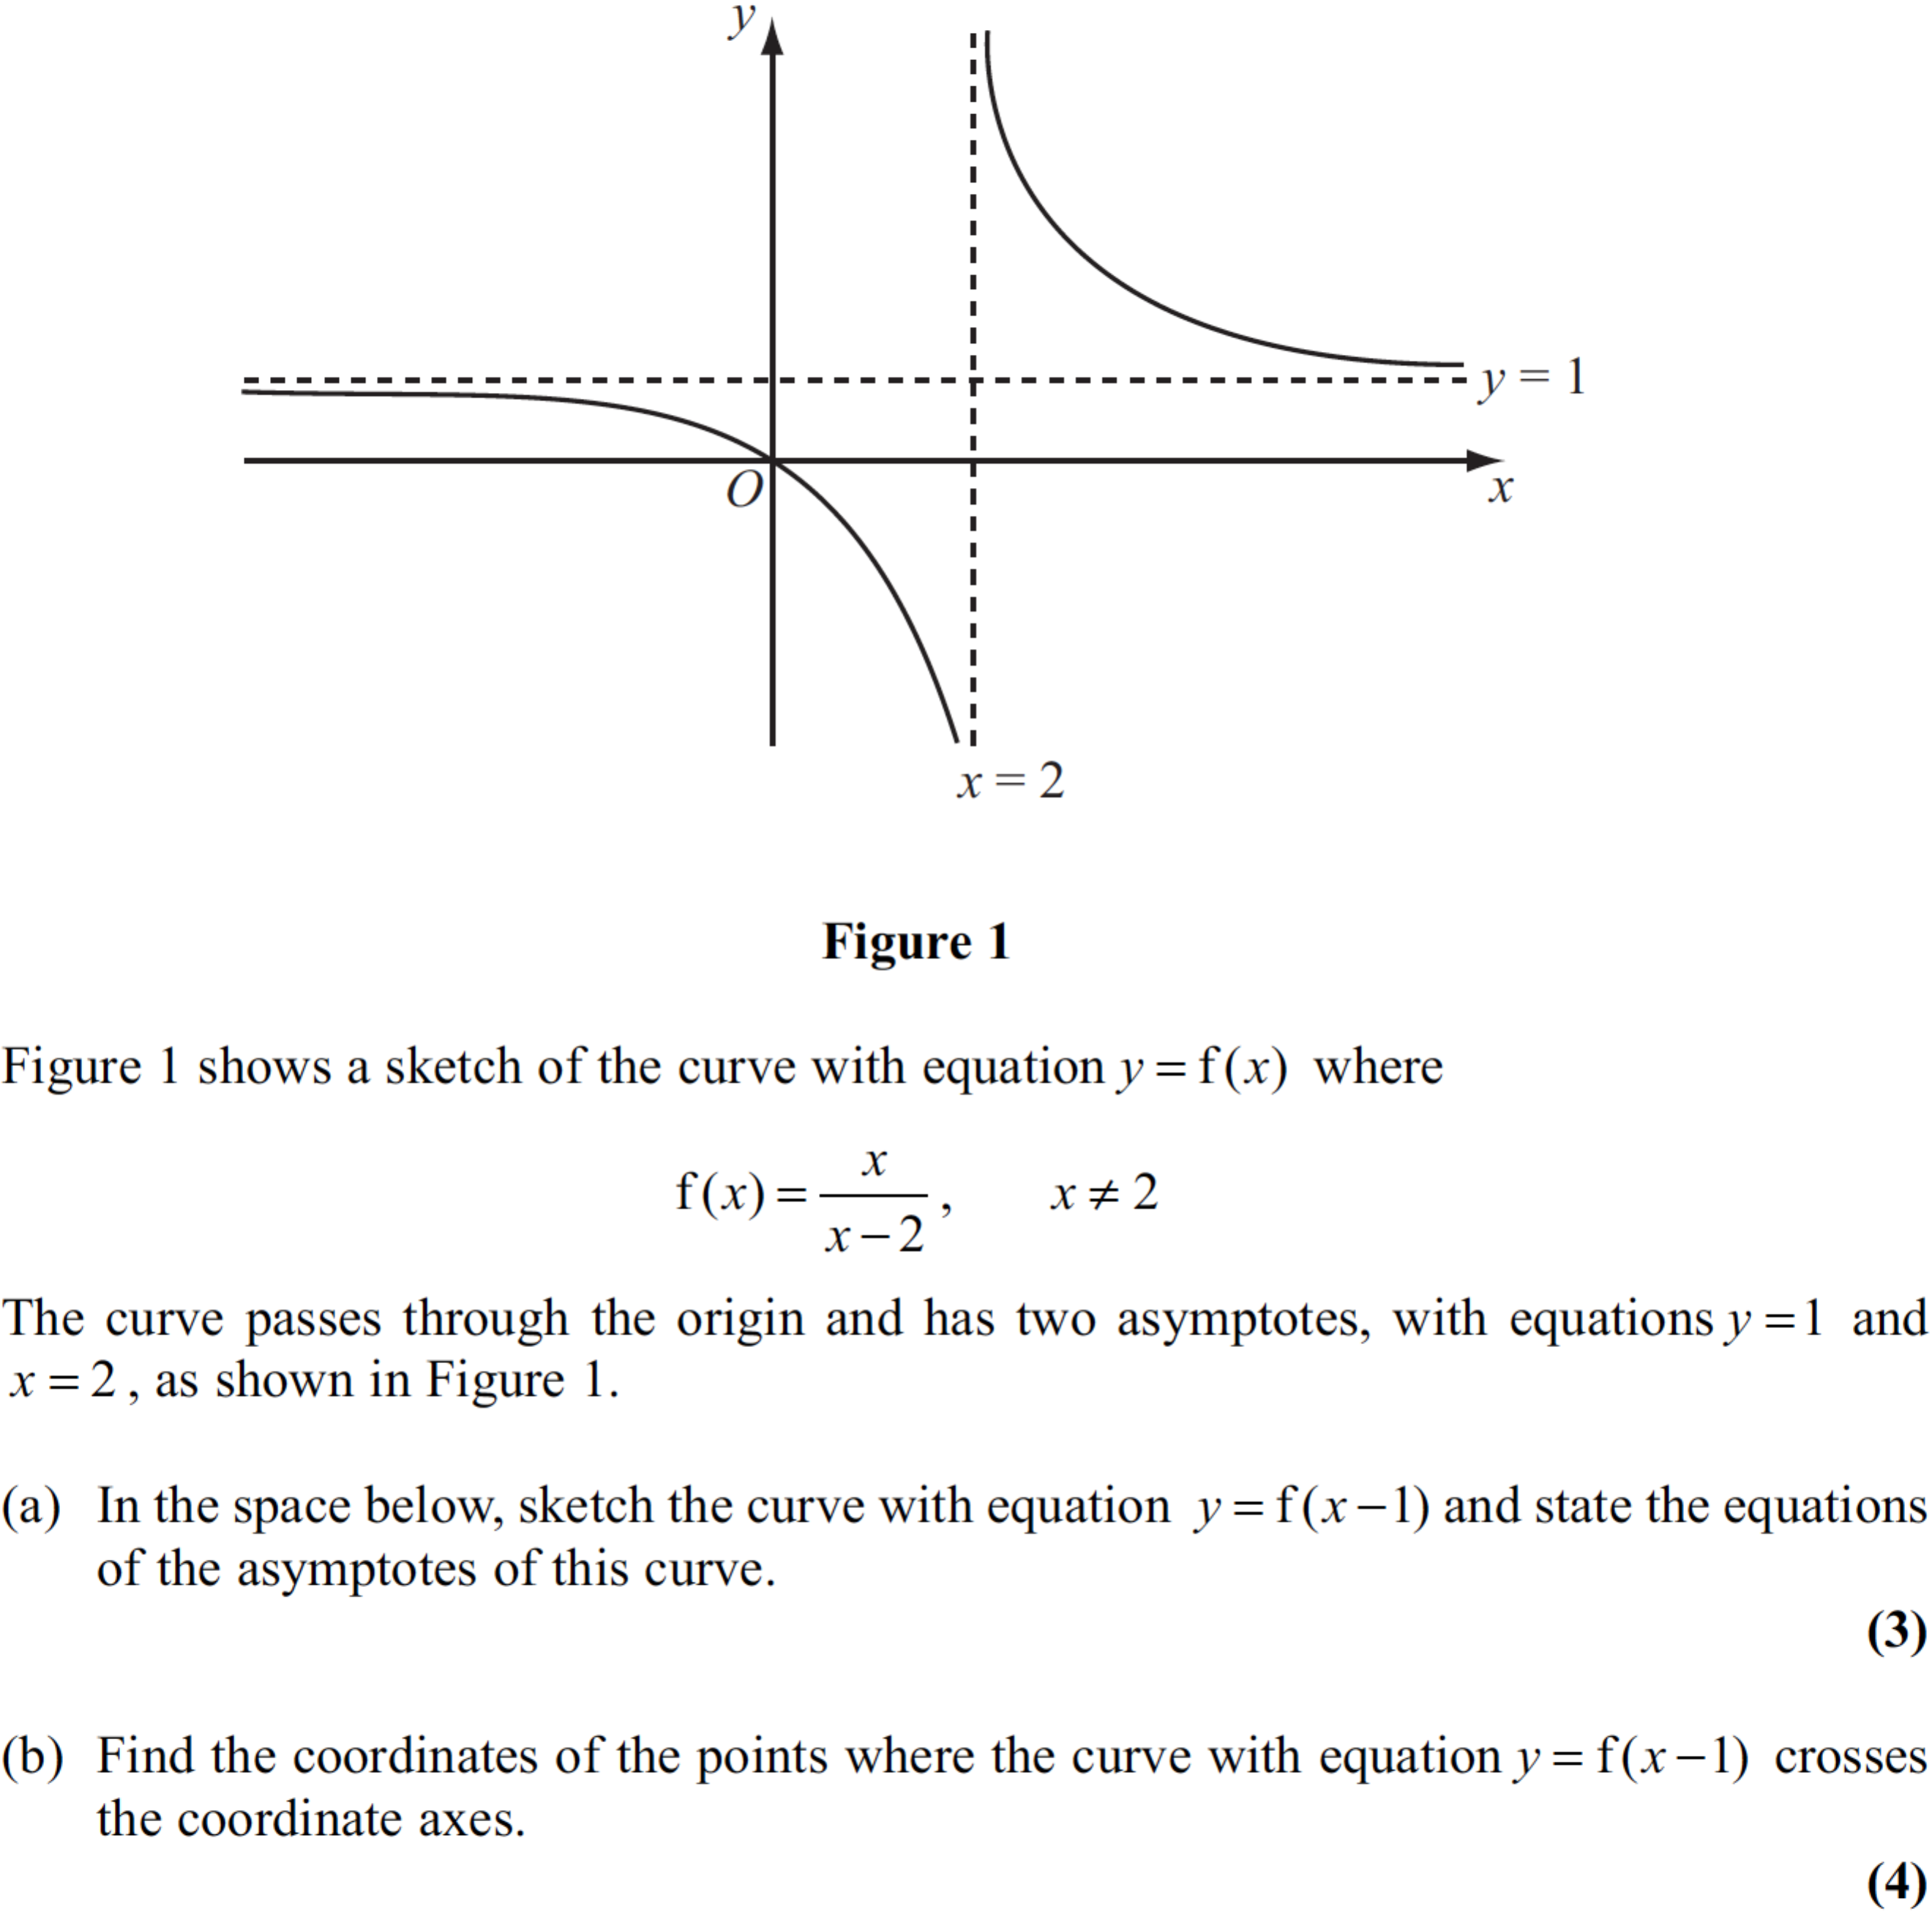 y
y = 1
O
x
x = 2
Figure 1
Figure 1 shows a sketch of the curve with equation y = f(x) where
f(x) = x/(x − 2),   x ≠ 2
The curve passes through the origin and has two asymptotes, with equations y = 1 and
x = 2, as shown in Figure 1.
(a) In the space below, sketch the curve with equation y = f(x − 1) and state the equations
of the asymptotes of this curve.
(3)
(b) Find the coordinates of the points where the curve with equation y = f(x − 1) crosses
the coordinate axes.
(4)